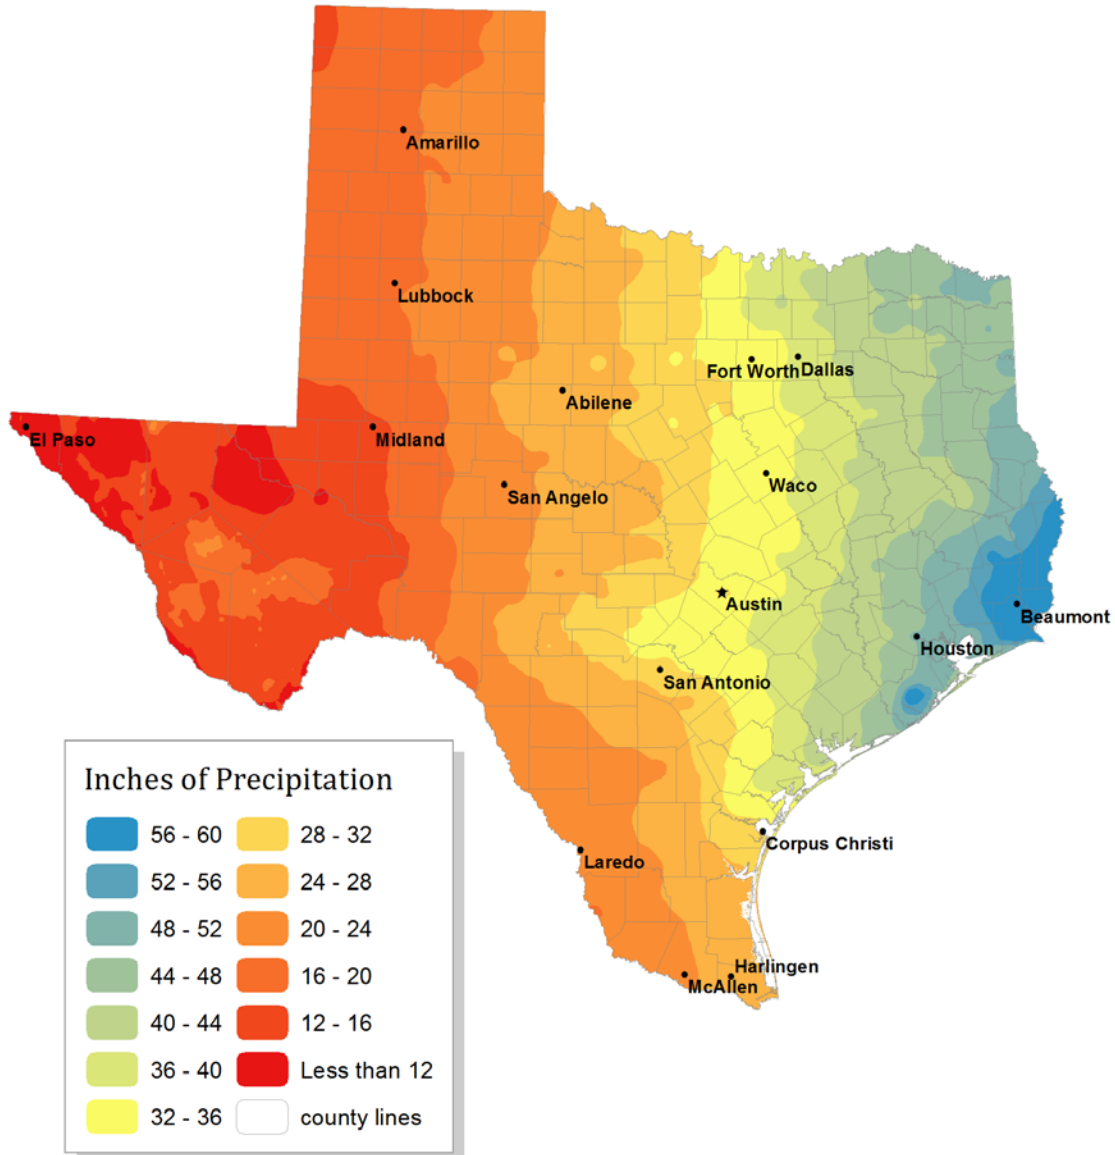 Amarillo
Lubbock
Fort Worth Dallas
Abilene
El Paso
Midland
Waco
San Angelo
Austin
Beaumont
Houston
San Antonio
Inches of Precipitation
56 - 60 28 - 32
Corpus Christi
Laredo
52 - 56 24 - 28
48 - 52 20 - 24
Harlingen
44 - 48 16 - 20
McAllen
40 - 44 12 - 16
36 - 40 Less than 12
32 - 36 county lines